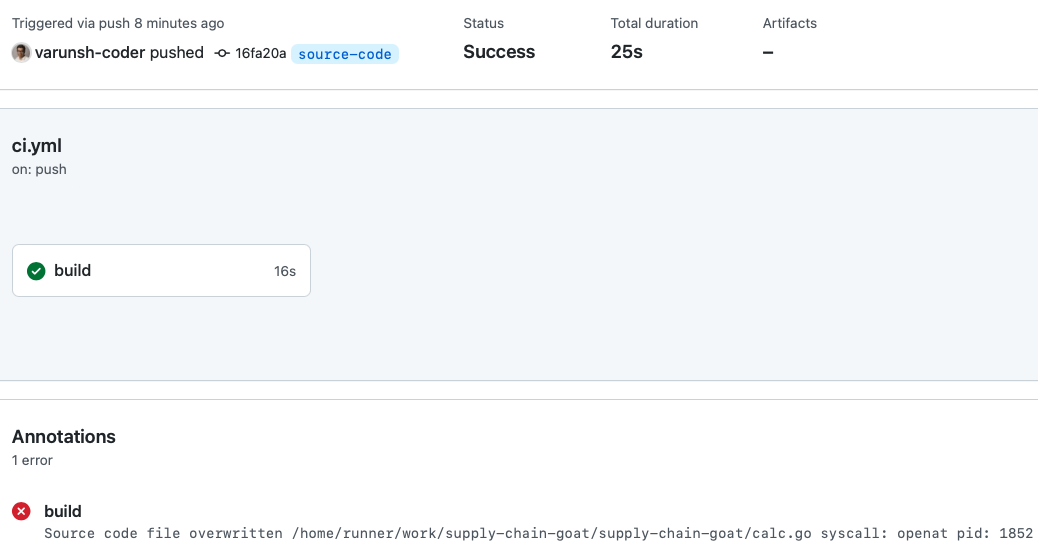 Triggered via push 8 minutes ago
varunsh-coder pushed 16fa20a source-code
Status
Success
Total duration
25s
Artifacts
–
ci.yml
on: push
build 16s
Annotations
1 error
build
Source code file overwritten /home/runner/work/supply-chain-goat/supply-chain-goat/calc.go syscall: openat pid: 1852